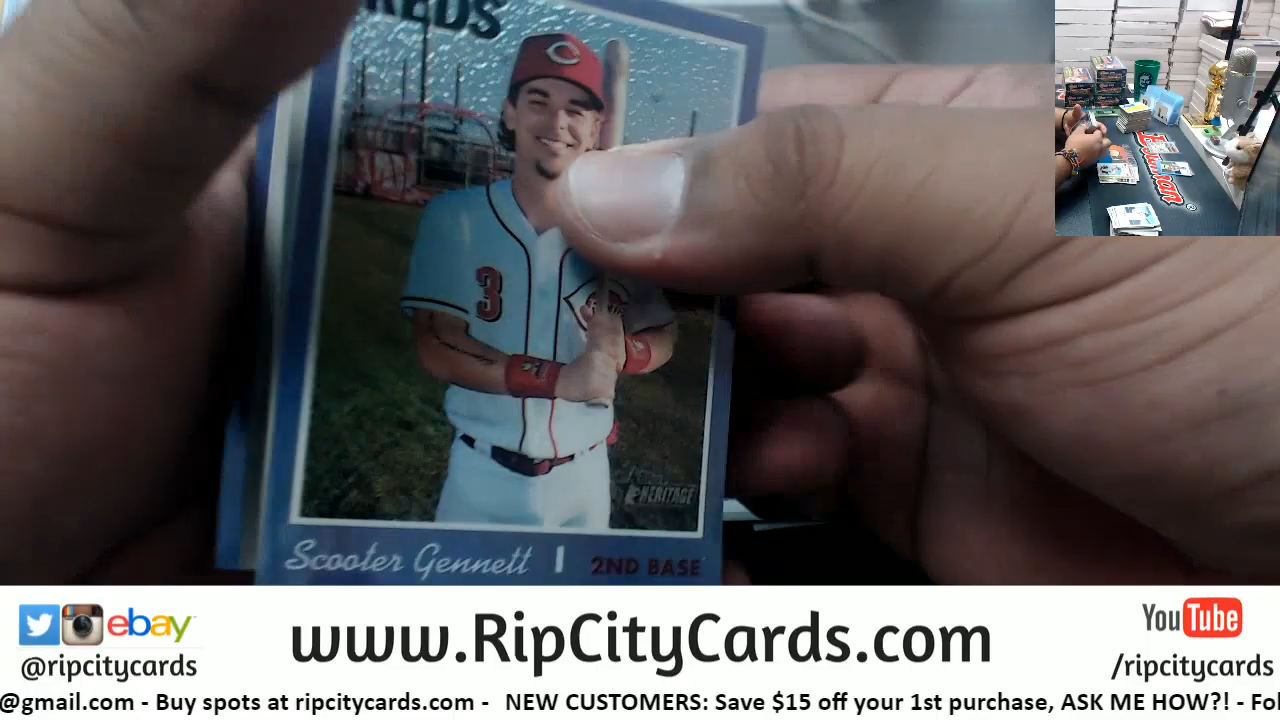 REDS
3
HERITAGE
Scooter Gennett | 2ND BASE
Bowman
ebay
@ripcitycards
www.RipCityCards.com
YouTube
/ripcitycards
@gmail.com - Buy spots at ripcitycards.com - NEW CUSTOMERS: Save $15 off your 1st purchase, ASK ME HOW?! - Fol